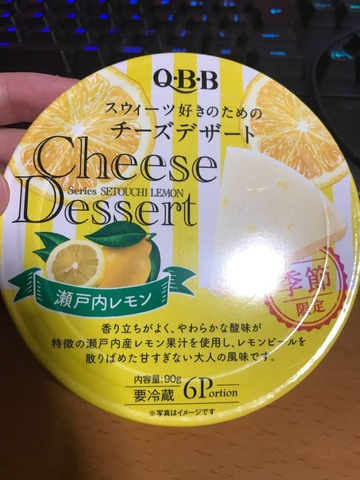 Q・B・B
スウィーツ好きのための
チーズデザート
Cheese
Series SETOUCHI LEMON
Dessert
瀬戸内レモン
季節
限定
香り立ちがよく、やわらかな酸味が
特徴の瀬戸内産レモン果汁を使用し、レモンピールを
散りばめた甘すぎない大人の風味です。
内容量:90g
要冷蔵 6Portion
※写真はイメージです